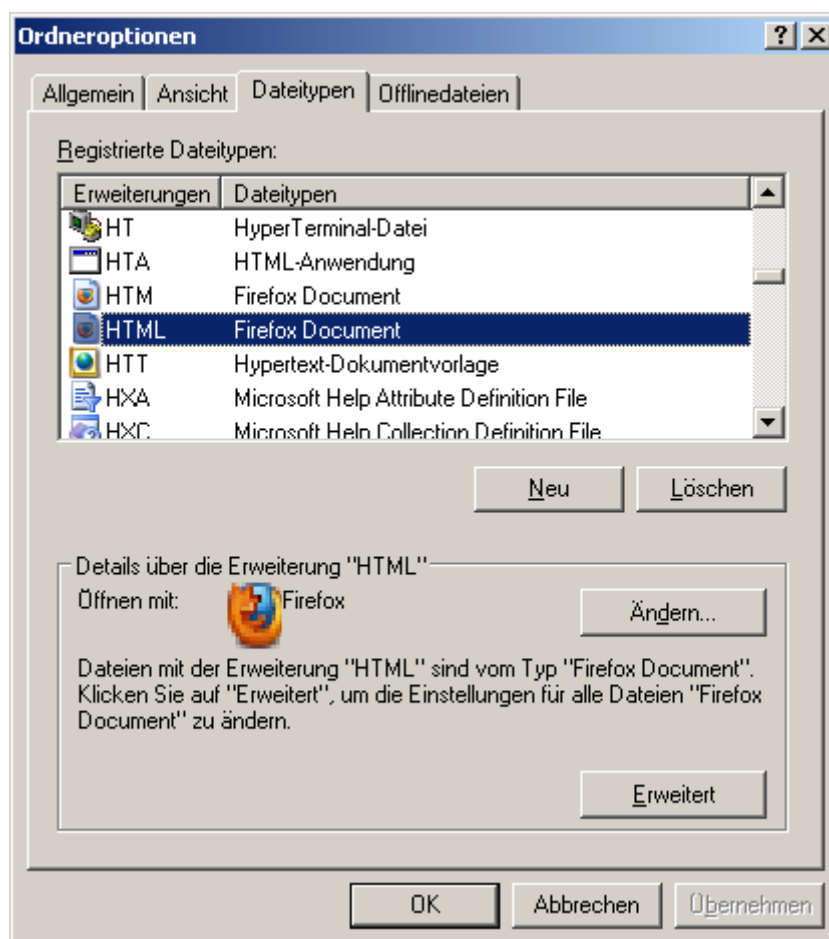 Ordneroptionen
Allgemein Ansicht Dateitypen Offlinedateien
Registrierte Dateitypen:
Erweiterungen Dateitypen
HT HyperTerminal-Datei
HTA HTML-Anwendung
HTM Firefox Document
HTML Firefox Document
HTT Hypertext-Dokumentvorlage
HXA Microsoft Help Attribute Definition File
HXC Microsoft Help Collection Definition File
Neu Löschen
Details über die Erweiterung "HTML"
Öffnen mit: Firefox Ändern...
Dateien mit der Erweiterung "HTML" sind vom Typ "Firefox Document".
Klicken Sie auf "Erweitert", um die Einstellungen für alle Dateien "Firefox
Document" zu ändern.
Erweitert
OK Abbrechen Übernehmen